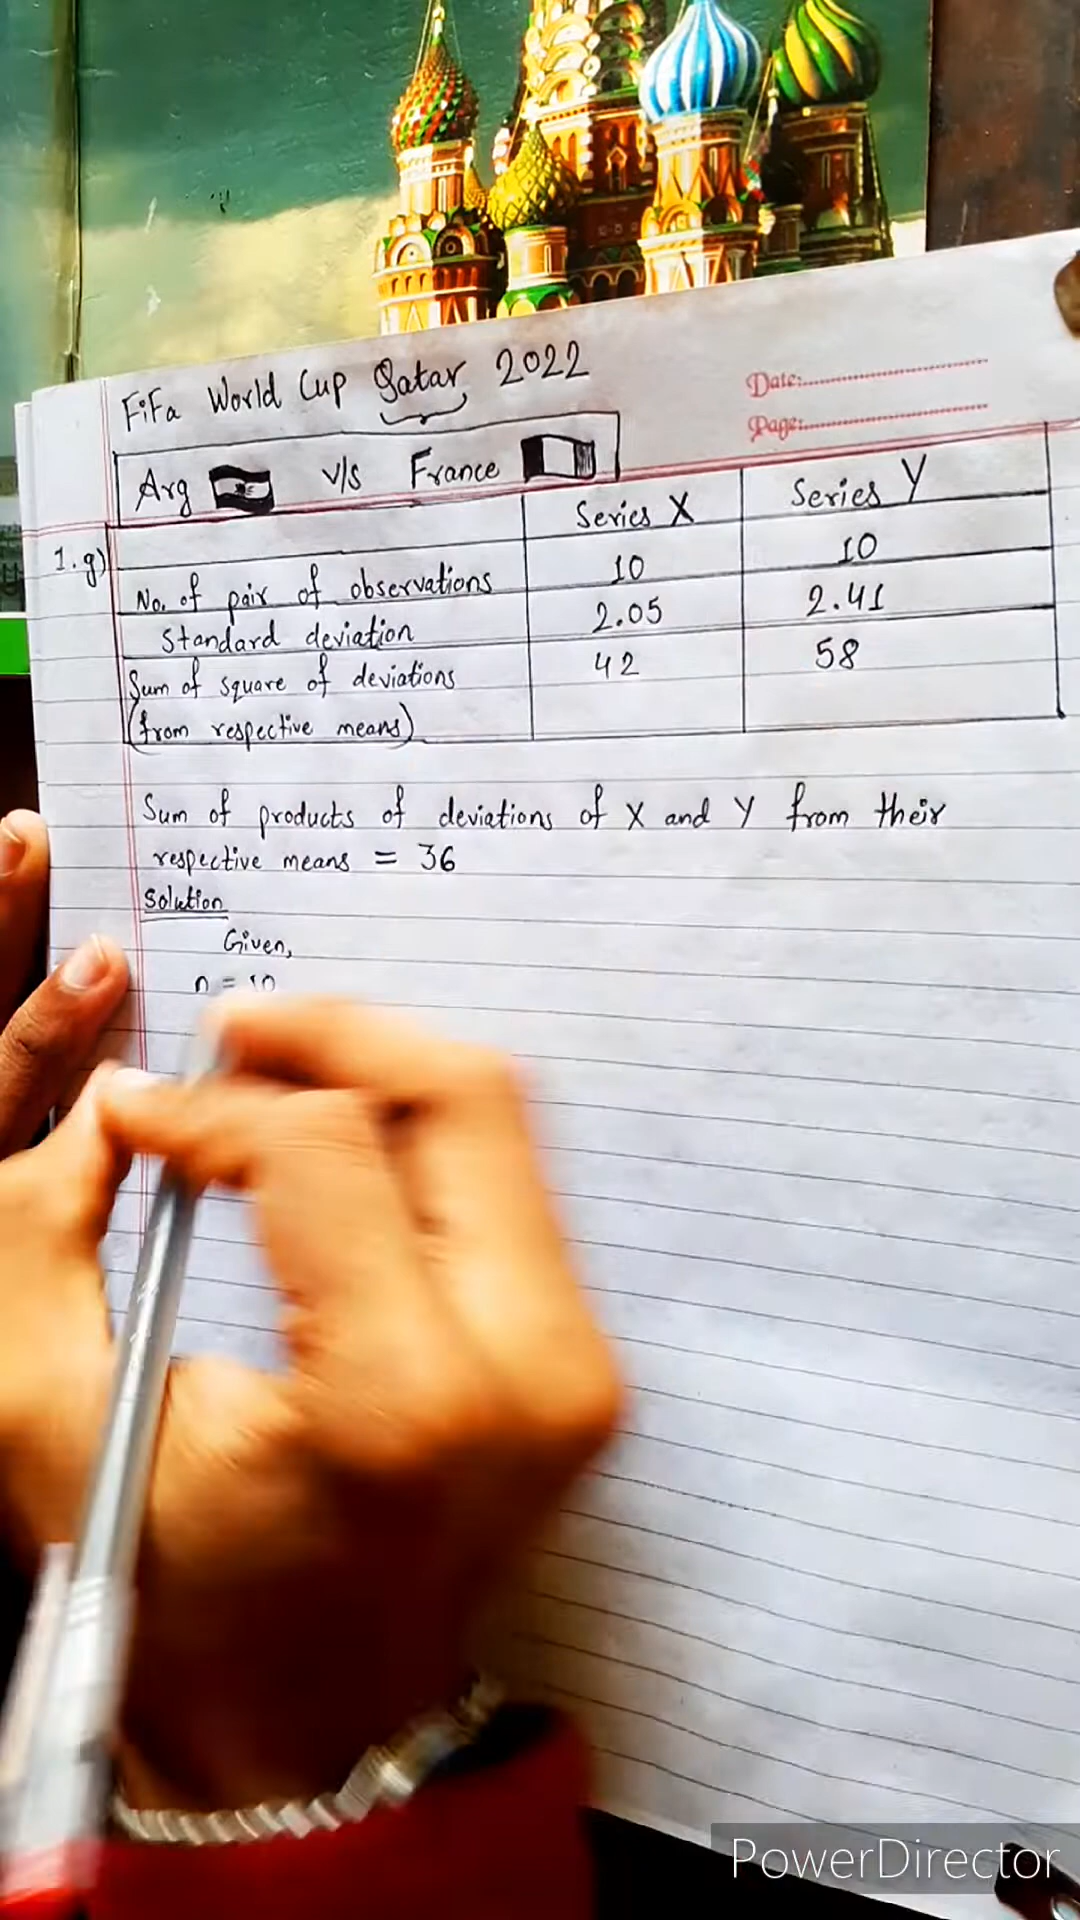 FiFa World Cup Qatar 2022
Date:
Page:
Arg v/s France
Series X Series Y
1.g)
No. of pair of observations 10 10
Standard deviation 2.05 2.41
Sum of square of deviations 42 58
(from respective means)
Sum of products of deviations of X and Y from their
respective means = 36
Solution
Given,
n = 10
PowerDirector